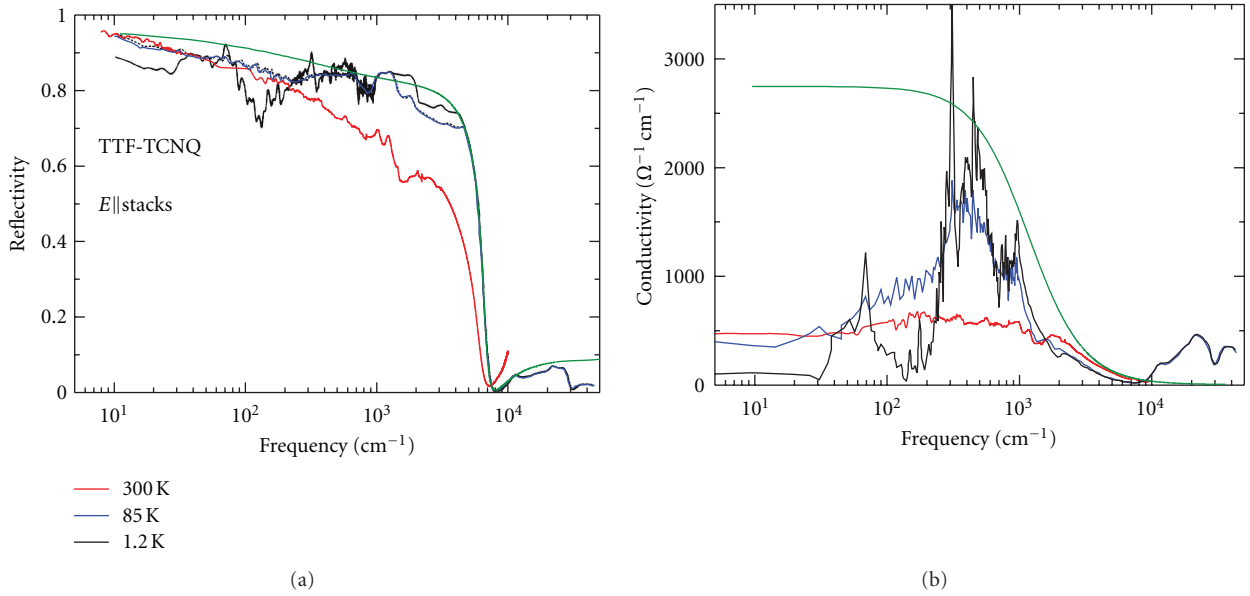 1
0.8
0.6
0.4
0.2
0
Reflectivity
TTF-TCNQ
E||stacks
10¹
10²
10³
10⁴
Frequency (cm⁻¹)
300 K
85 K
1.2 K
(a)
3000
2000
1000
0
Conductivity (Ω⁻¹ cm⁻¹)
10¹
10²
10³
10⁴
Frequency (cm⁻¹)
(b)